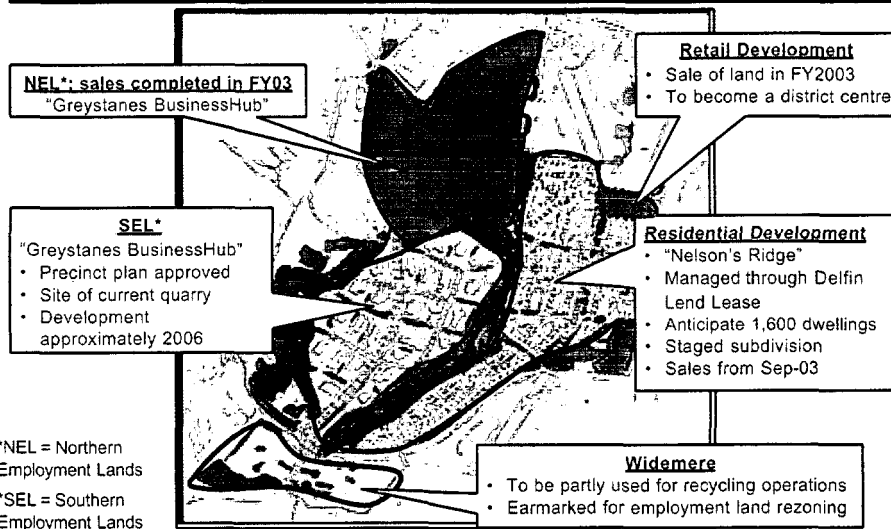 NEL*: sales completed in FY03
"Greystanes BusinessHub"
Retail Development
• Sale of land in FY2003
• To become a district centre
SEL*
"Greystanes BusinessHub"
• Precinct plan approved
• Site of current quarry
• Development
approximately 2006
Residential Development
• "Nelson's Ridge"
• Managed through Delfin
Lend Lease
• Anticipate 1,600 dwellings
• Staged subdivision
• Sales from Sep-03
*NEL = Northern
Employment Lands
*SEL = Southern
Employment Lands
Widemere
• To be partly used for recycling operations
• Earmarked for employment land rezoning